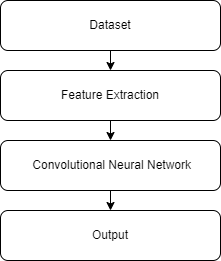 Dataset
Feature Extraction
Convolutional Neural Network
Output